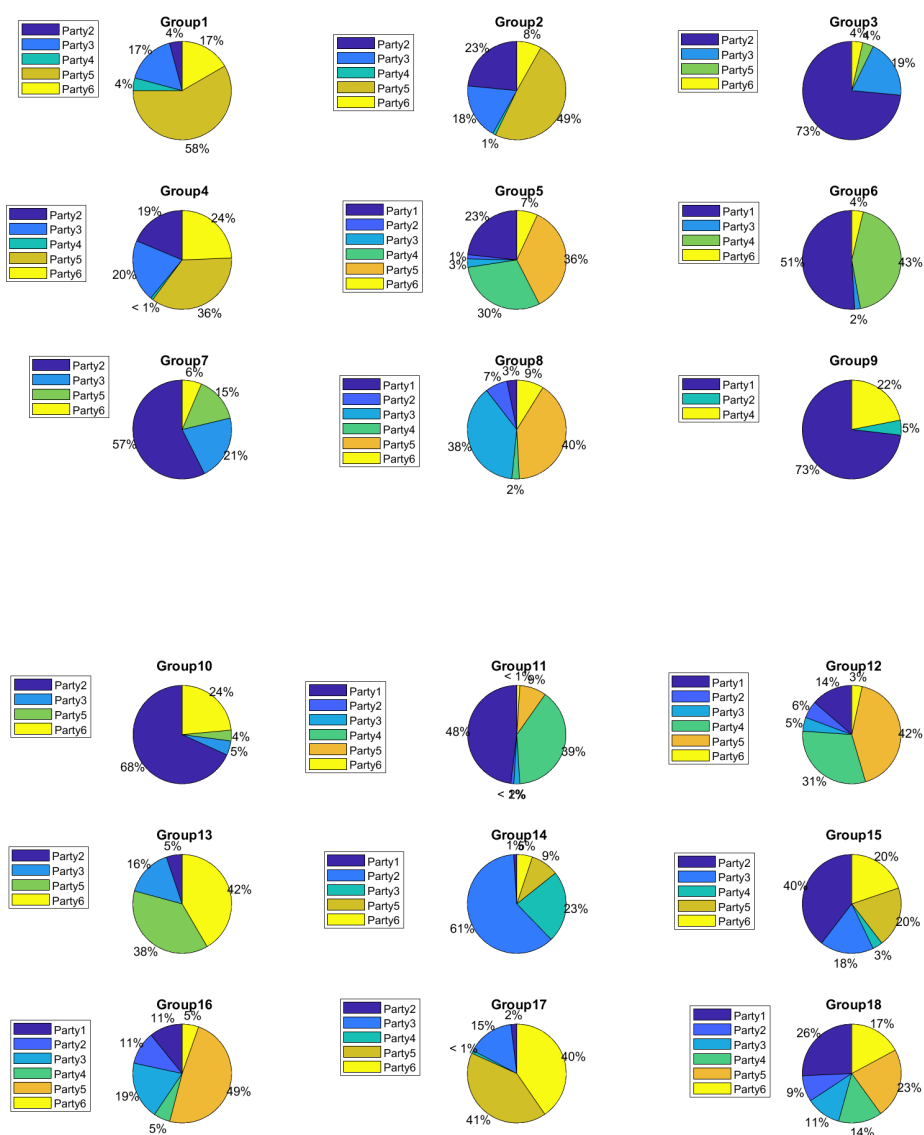 Group1
Party2
Party3
Party4
Party5
Party6
4%
17%
17%
4%
58%
Group2
Party2
Party3
Party4
Party5
Party6
8%
23%
18%
1%
49%
Group3
Party2
Party3
Party5
Party6
4%
4%
19%
73%
Group4
Party2
Party3
Party4
Party5
Party6
19%
24%
20%
< 1%
36%
Group5
Party1
Party2
Party3
Party4
Party5
Party6
7%
23%
1%
3%
36%
30%
Group6
Party1
Party3
Party4
Party6
4%
51%
43%
2%
Group7
Party2
Party3
Party5
Party6
6%
15%
57%
21%
Group8
Party1
Party2
Party3
Party4
Party5
Party6
7%
3%
9%
38%
40%
2%
Group9
Party1
Party2
Party4
22%
5%
73%
Group10
Party2
Party3
Party5
Party6
24%
4%
5%
68%
Group11
Party1
Party2
Party3
Party4
Party5
Party6
< 1%
9%
48%
39%
< 1%
2%
Group12
Party1
Party2
Party3
Party4
Party5
Party6
14%
3%
6%
5%
42%
31%
Group13
Party2
Party3
Party5
Party6
5%
16%
42%
38%
Group14
Party1
Party2
Party3
Party5
Party6
1%
5%
9%
23%
61%
Group15
Party2
Party3
Party4
Party5
Party6
20%
40%
20%
18%
3%
Group16
Party1
Party2
Party3
Party4
Party5
Party6
11%
5%
11%
19%
49%
5%
Group17
Party2
Party3
Party4
Party5
Party6
2%
15%
< 1%
40%
41%
Group18
Party1
Party2
Party3
Party4
Party5
Party6
26%
17%
9%
23%
11%
14%